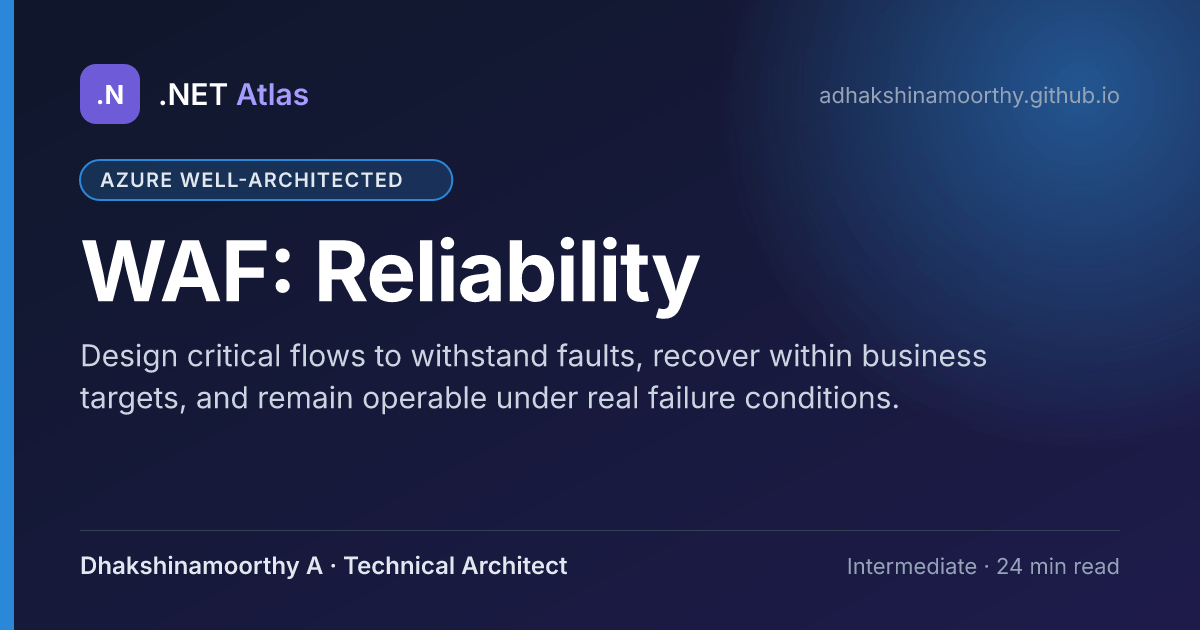 .N .NET Atlas
adhakshinamoorthy.github.io
AZURE WELL-ARCHITECTED
WAF: Reliability
Design critical flows to withstand faults, recover within business
targets, and remain operable under real failure conditions.
Dhakshinamoorthy A · Technical Architect
Intermediate · 24 min read